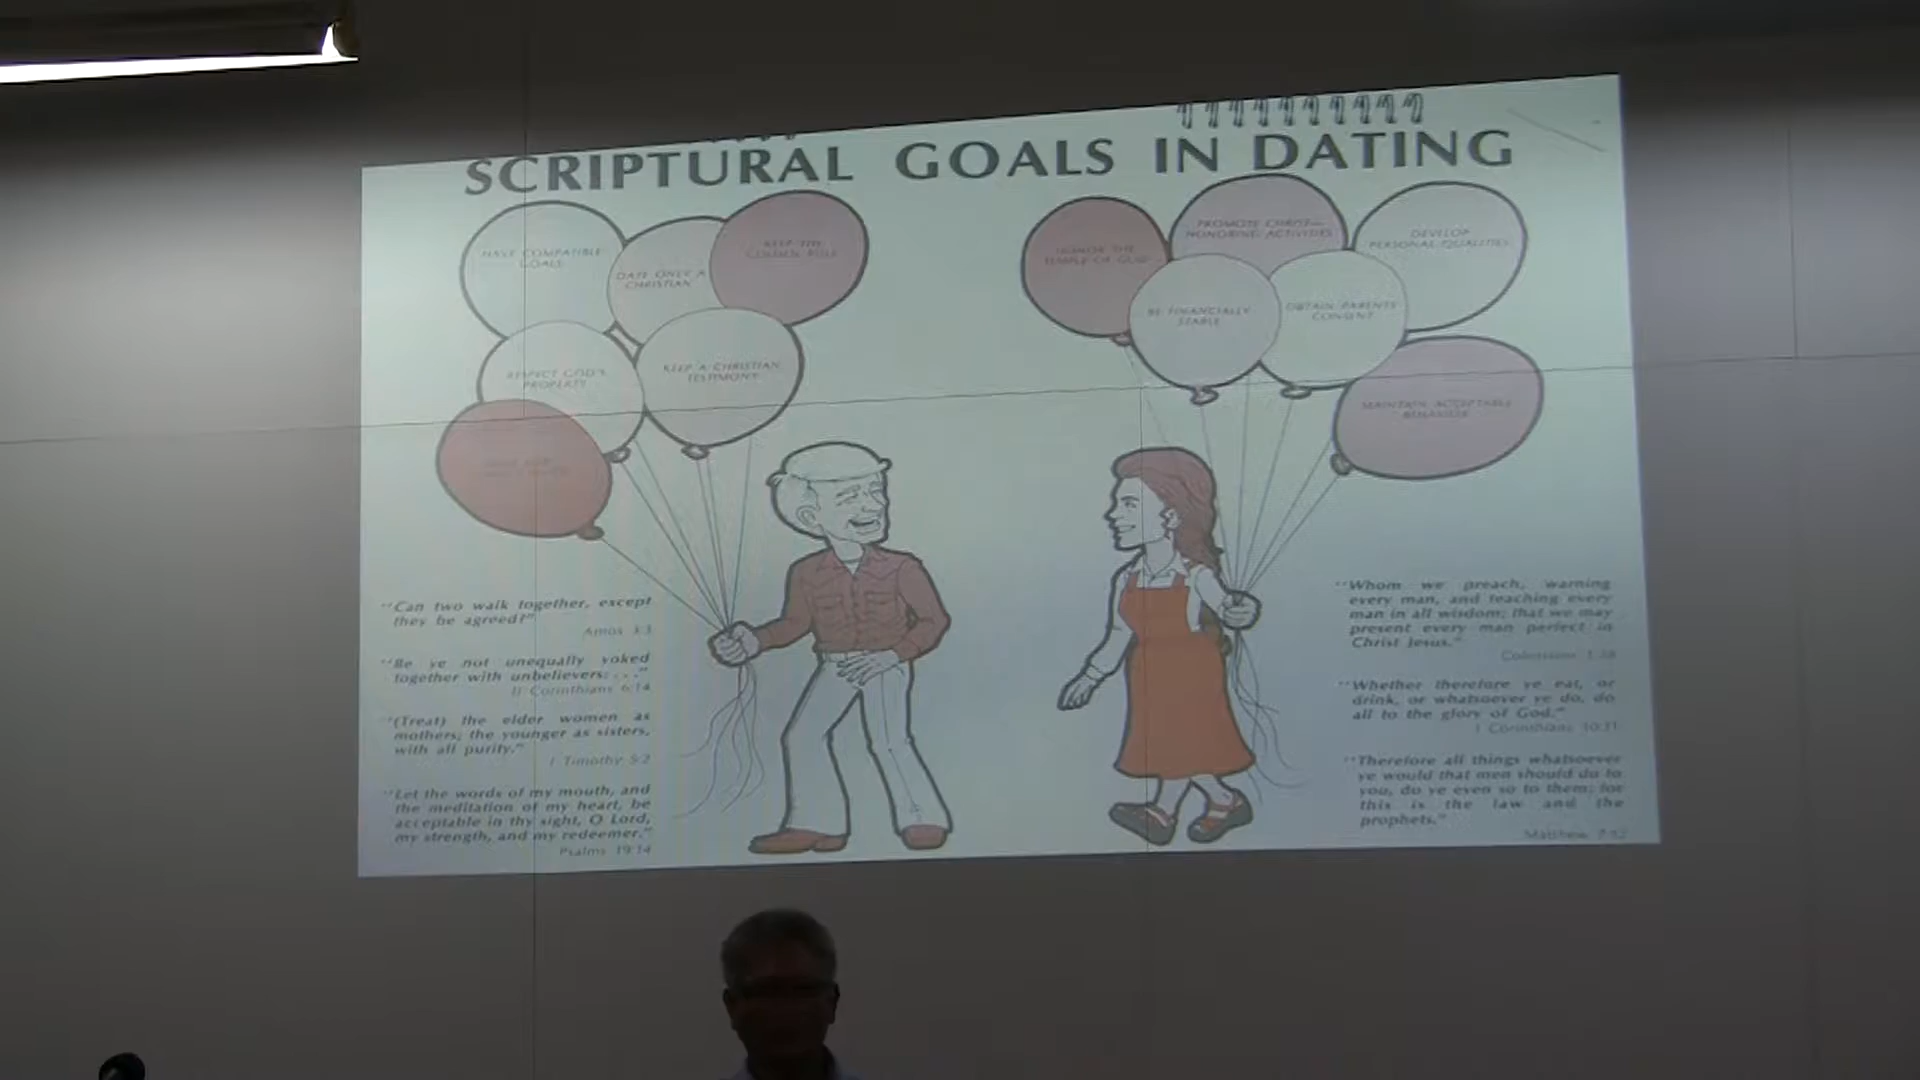 SCRIPTURAL GOALS IN DATING
HAVE COMPATIBLE
GOALS
DATE ONLY A
CHRISTIAN
KEEP THE
GOLDEN RULE
RESPECT GOD'S
PROPERTY
KEEP A CHRISTIAN
TESTIMONY
HONOR THE
TEMPLE OF GOD
PROMOTE CHRIST—
HONORING ACTIVITIES
DEVELOP
PERSONAL QUALITIES
BE FINANCIALLY
STABLE
OBTAIN PARENTS'
CONSENT
MAINTAIN ACCEPTABLE
BEHAVIOR
"Can two walk together, except
they be agreed?"
Amos 3:3
"Be ye not unequally yoked
together with unbelievers: . . ."
II Corinthians 6:14
"(Treat) the elder women as
mothers; the younger as sisters,
with all purity."
I Timothy 5:2
"Let the words of my mouth, and
the meditation of my heart, be
acceptable in thy sight, O Lord,
my strength, and my redeemer."
Psalms 19:14
"Whom we preach, warning
every man, and teaching every
man in all wisdom; that we may
present every man perfect in
Christ Jesus."
Colossians 1:28
"Whether therefore ye eat, or
drink, or whatsoever ye do, do
all to the glory of God."
I Corinthians 10:31
"Therefore all things whatsoever
ye would that men should do to
you, do ye even so to them; for
this is the law and the
prophets."
Matthew 7:12